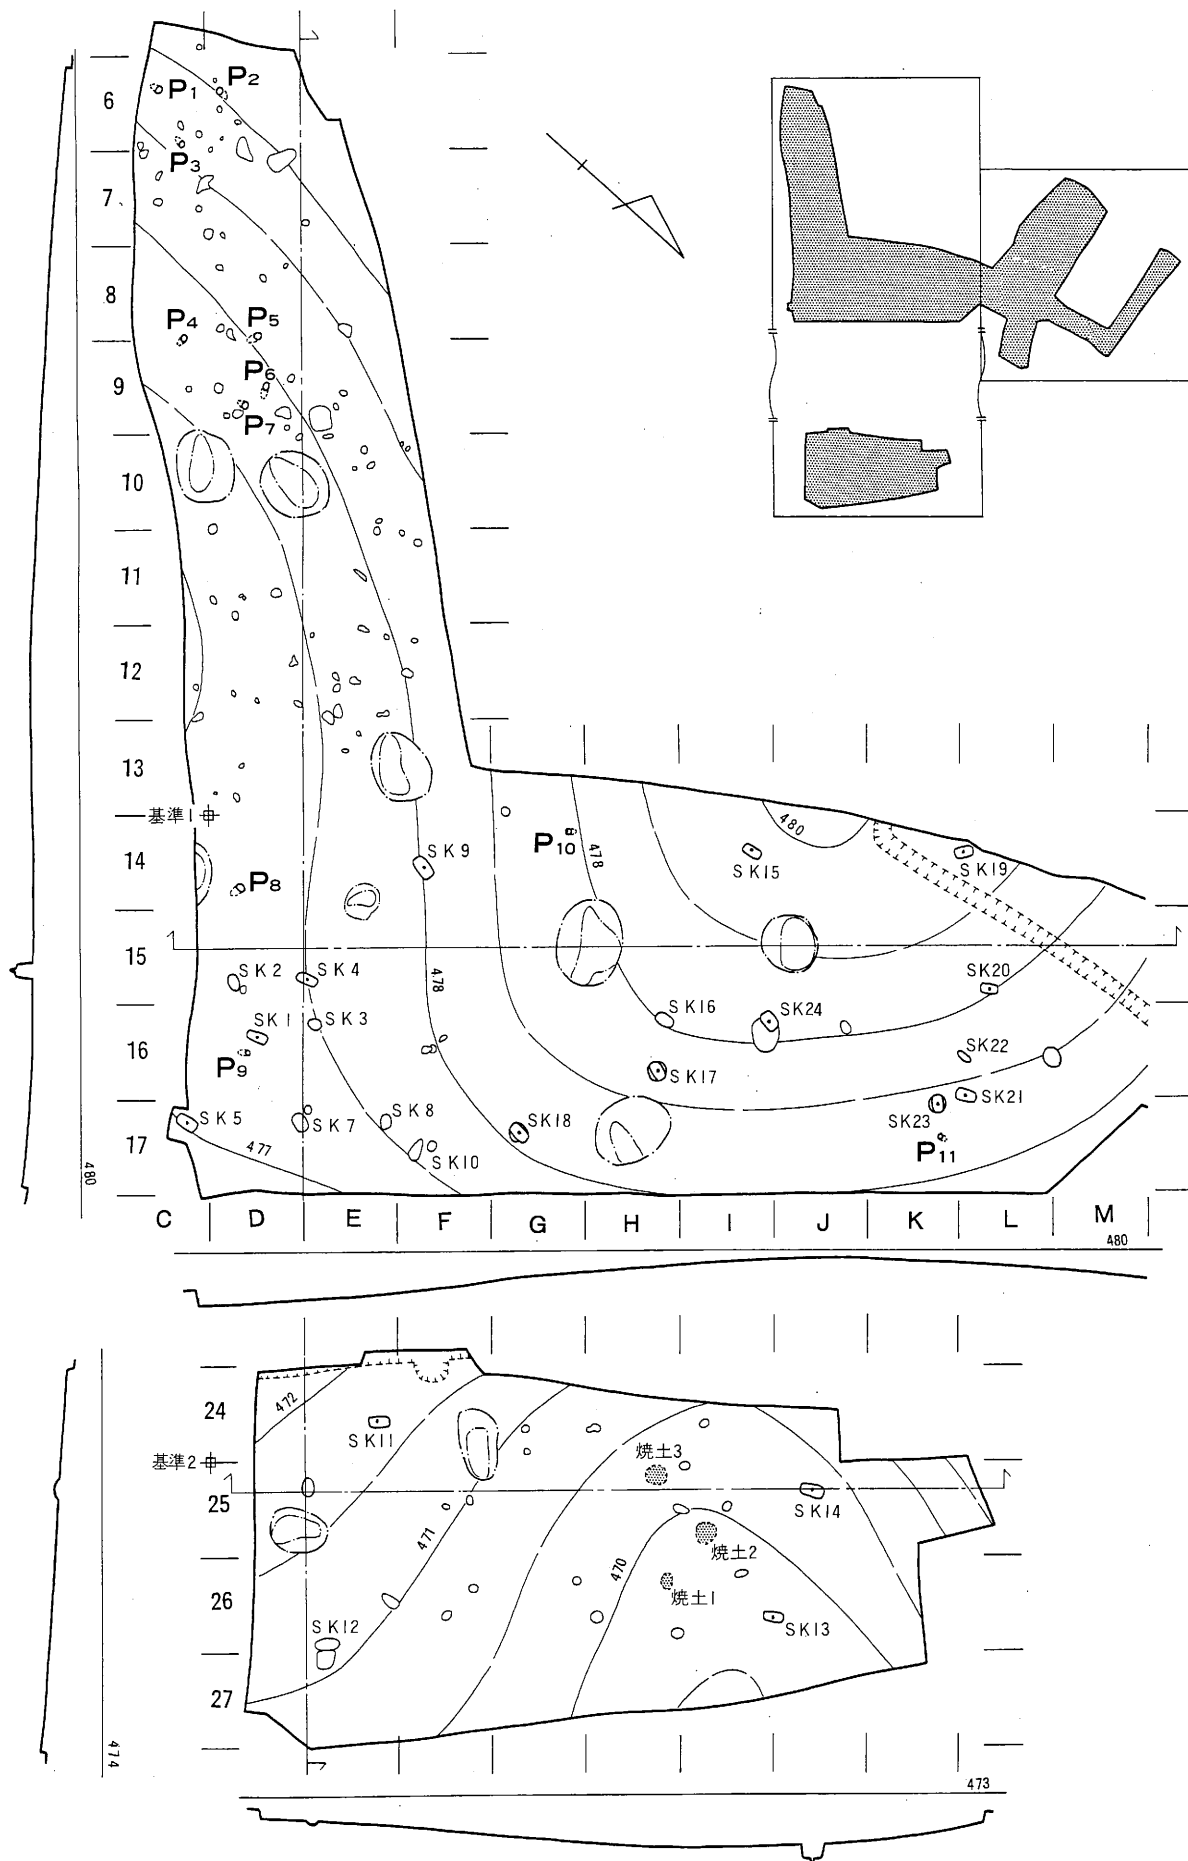 P1
P2
6
P3
7
8
P4
P5
9
P6
P7
10
11
12
13
基準1
14
P8
SK9
P10
478
480
SK15
SK19
15
SK2
SK4
478
SK20
SK1
SK3
SK16
SK24
16
P9
SK17
SK22
SK21
SK5
SK7
SK8
SK18
SK23
17
477
SK10
P11
480
C D E F G H I J K L M
480
24
472
SK11
基準2
焼土3
25
SK14
471
焼土2
470
26
焼土1
SK12
SK13
27
474
473